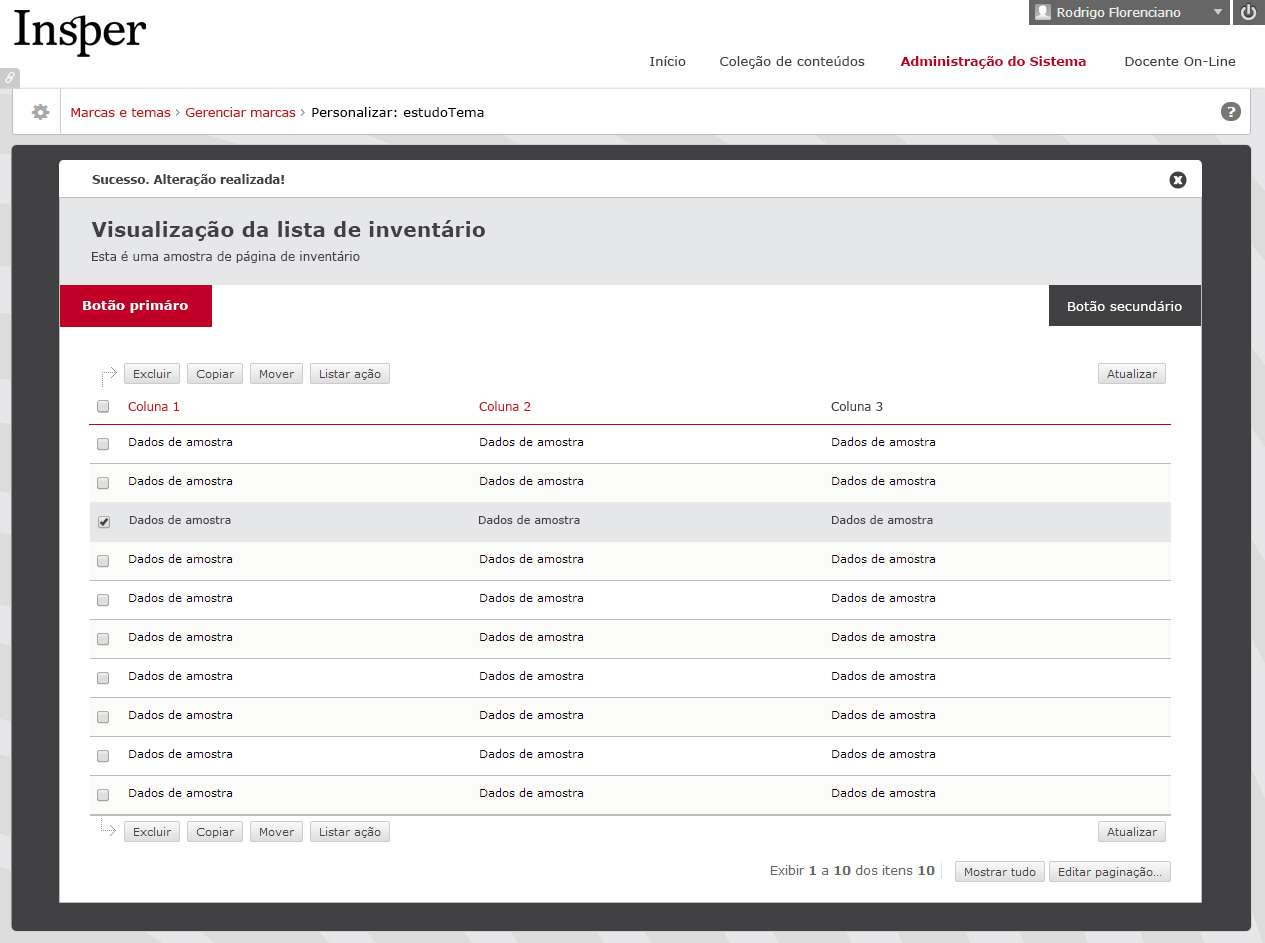 Insper
Rodrigo Florenciano
Início Coleção de conteúdos Administração do Sistema Docente On-Line
Marcas e temas › Gerenciar marcas › Personalizar: estudoTema ?
Sucesso. Alteração realizada!
Visualização da lista de inventário
Esta é uma amostra de página de inventário
Botão primáro Botão secundário
Excluir Copiar Mover Listar ação Atualizar
Coluna 1 Coluna 2 Coluna 3
Dados de amostra Dados de amostra Dados de amostra
Dados de amostra Dados de amostra Dados de amostra
Dados de amostra Dados de amostra Dados de amostra
Dados de amostra Dados de amostra Dados de amostra
Dados de amostra Dados de amostra Dados de amostra
Dados de amostra Dados de amostra Dados de amostra
Dados de amostra Dados de amostra Dados de amostra
Dados de amostra Dados de amostra Dados de amostra
Dados de amostra Dados de amostra Dados de amostra
Dados de amostra Dados de amostra Dados de amostra
Excluir Copiar Mover Listar ação Atualizar
Exibir 1 a 10 dos itens 10 Mostrar tudo Editar paginação...